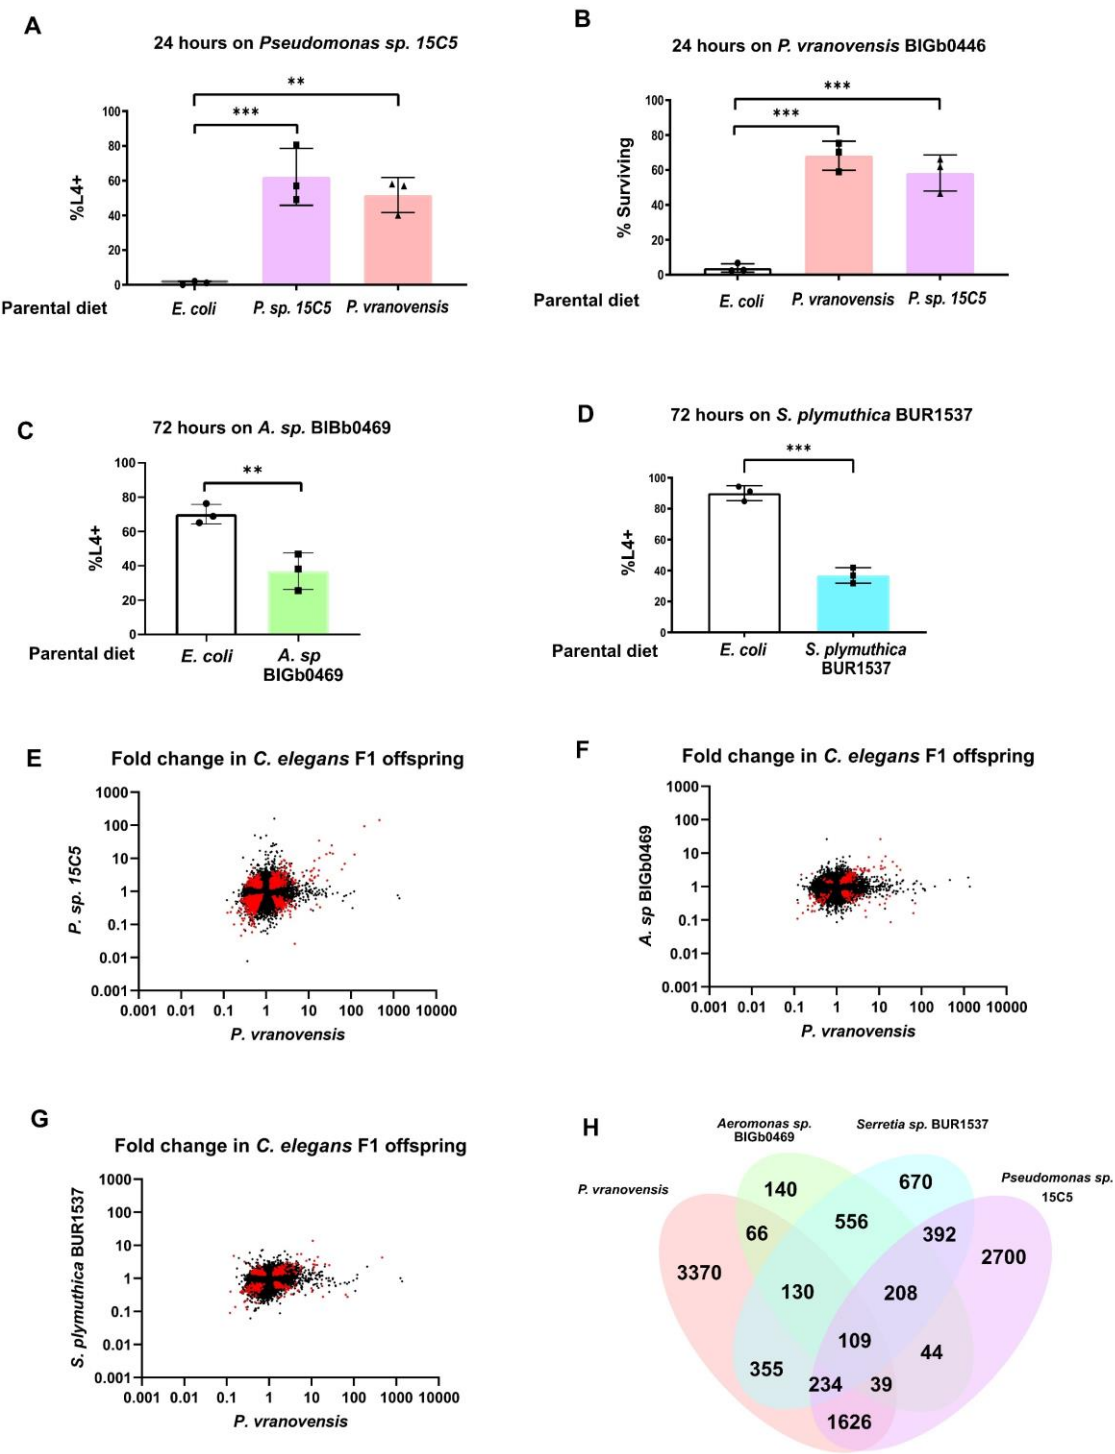 A
24 hours on Pseudomonas sp. 15C5
**
***
100
80
60
40
20
0
%L4+
Parental diet
E. coli
P. sp. 15C5
P. vranovensis
B
24 hours on P. vranovensis BIGb0446
***
***
100
80
60
40
20
0
% Surviving
Parental diet
E. coli
P. vranovensis
P. sp. 15C5
C
72 hours on A. sp. BIBb0469
**
100
80
60
40
20
0
%L4+
Parental diet
E. coli
A. sp
BIGb0469
D
72 hours on S. plymuthica BUR1537
***
100
80
60
40
20
0
%L4+
Parental diet
E. coli
S. plymuthica
BUR1537
E
Fold change in C. elegans F1 offspring
1000
100
10
1
0.1
0.01
0.001
P. sp. 15C5
0.001 0.01 0.1 1 10 100 1000 10000
P. vranovensis
F
Fold change in C. elegans F1 offspring
1000
100
10
1
0.1
0.01
0.001
A. sp BIGb0469
0.001 0.01 0.1 1 10 100 1000 10000
P. vranovensis
G
Fold change in C. elegans F1 offspring
1000
100
10
1
0.1
0.01
0.001
S. plymuthica BUR1537
0.001 0.01 0.1 1 10 100 1000 10000
P. vranovensis
H
Aeromonas sp.
BIGb0469
Serretia sp. BUR1537
P. vranovensis
Pseudomonas sp.
15C5
140
670
66
556
392
3370
2700
130
208
109
355
44
234
39
1626